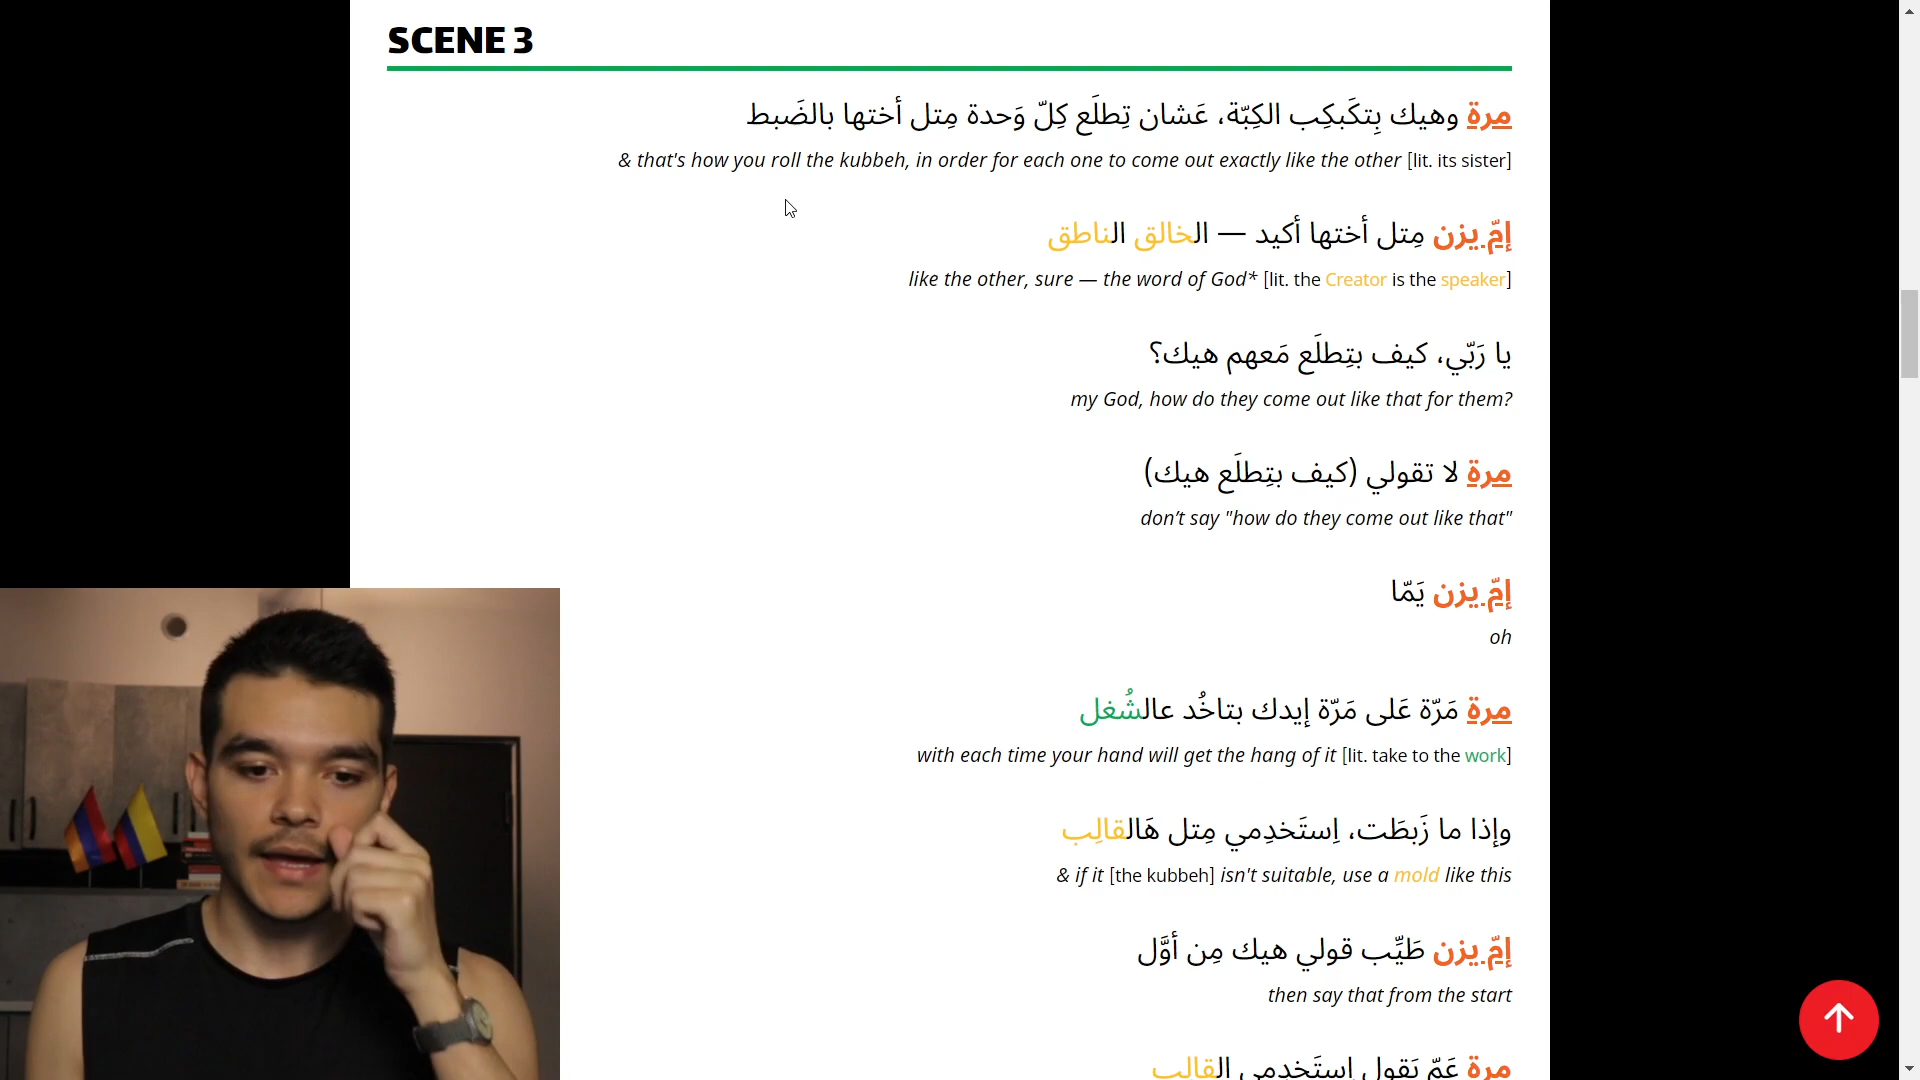 SCENE 3
مرة وهيك بِتكَبكِب الكِبّة، عَشان تِطلَع كِلّ وَحدة مِتل أختها بالضَبط
& that's how you roll the kubbeh, in order for each one to come out exactly like the other [lit. its sister]
إمّ يزن مِتل أختها أكيد — الخالق الناطق
like the other, sure — the word of God* [lit. the Creator is the speaker]
يا رَبّي، كيف بتِطلَع مَعهم هيك؟
my God, how do they come out like that for them?
مرة لا تقولي (كيف بتِطلَع هيك)
don’t say "how do they come out like that"
إمّ يزن يَمّا
oh
مرة مَرّة عَلى مَرّة إيدك بتاخُد عالشُغل
with each time your hand will get the hang of it [lit. take to the work]
وإذا ما زَبطَت، اِستَخدِمي مِتل هَالقالِب
& if it [the kubbeh] isn't suitable, use a mold like this
إمّ يزن طَيِّب قولي هيك مِن أوَّل
then say that from the start
مرة عَمّ بَقول اِستَخدِمي القالِب